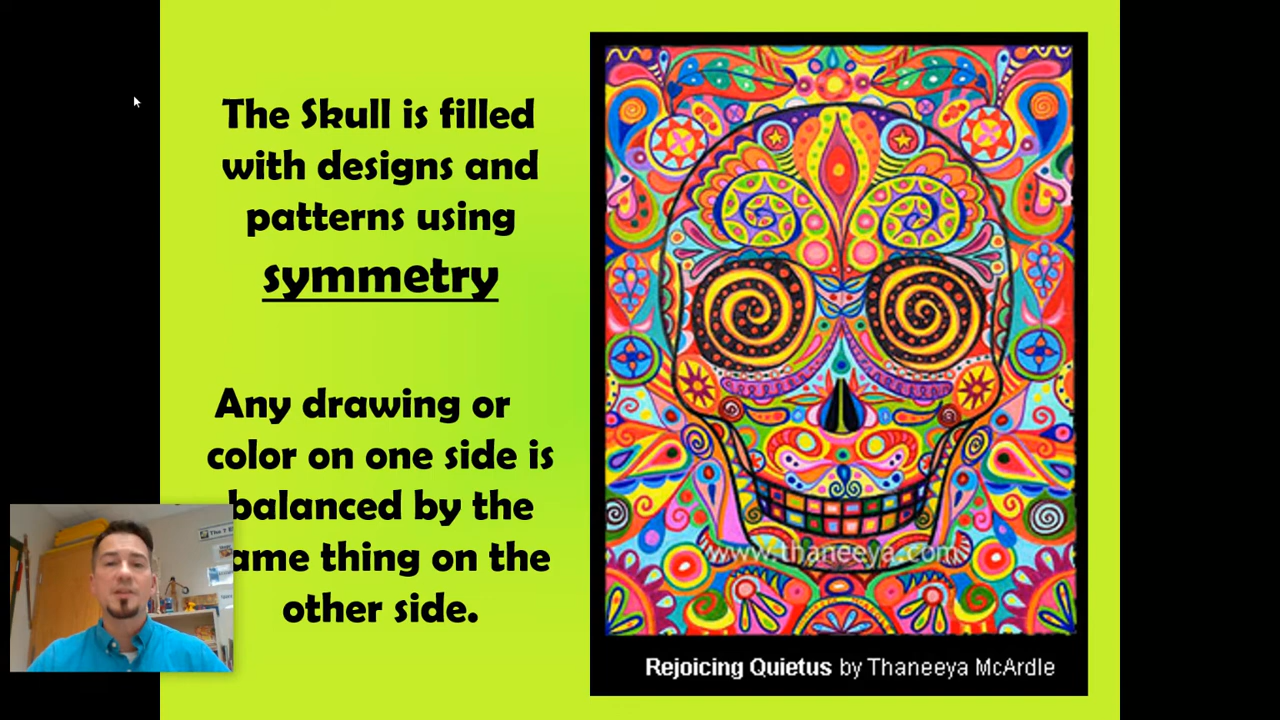 The Skull is filled
with designs and
patterns using
symmetry
Any drawing or
color on one side is
balanced by the
ame thing on the
other side.
www.thaneeya.com
Rejoicing Quietus by Thaneeya McArdle